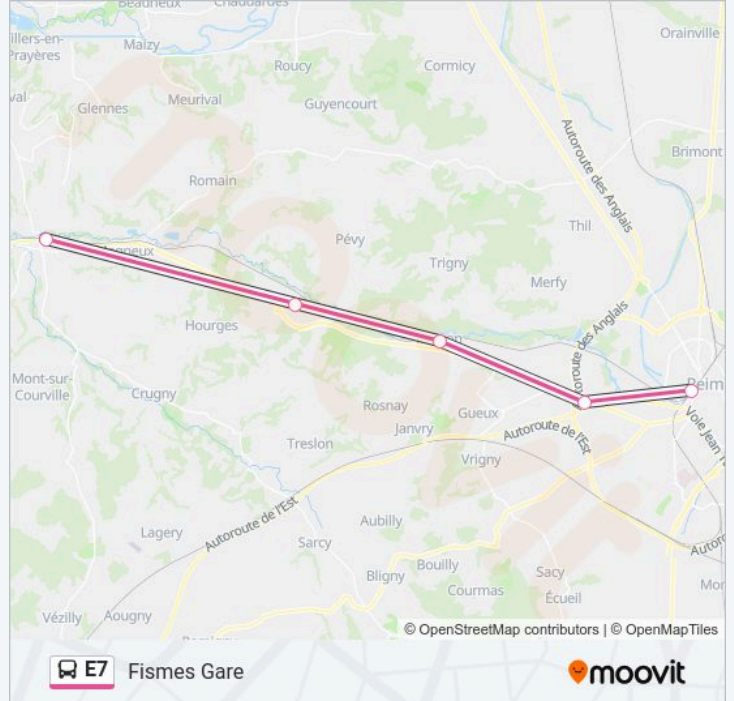 Beaurieux
Chaudardes
illers-en-
Prayères
Maizy
Orainville
Roucy
Cormicy
val
Glennes
Meurival
Guyencourt
Autoroute des Anglais
Brimont
Romain
Thil
Pévy
Trigny
Merfy
Hourges
Autoroute des Anglais
Mont-sur-
Courville
Crugny
Reim
Rosnay
Gueux
Janvry
Autoroute de l'Est
Voie Jean T
Treslon
Vrigny
Autoroute de l'Est
Lagery
Aubilly
Sarcy
Autoro
Bouilly
Bligny
Sacy
Courmas
Écueil
Mor
Vézilly
Aougny
© OpenStreetMap contributors | © OpenMapTiles
E7 Fismes Gare
moovit